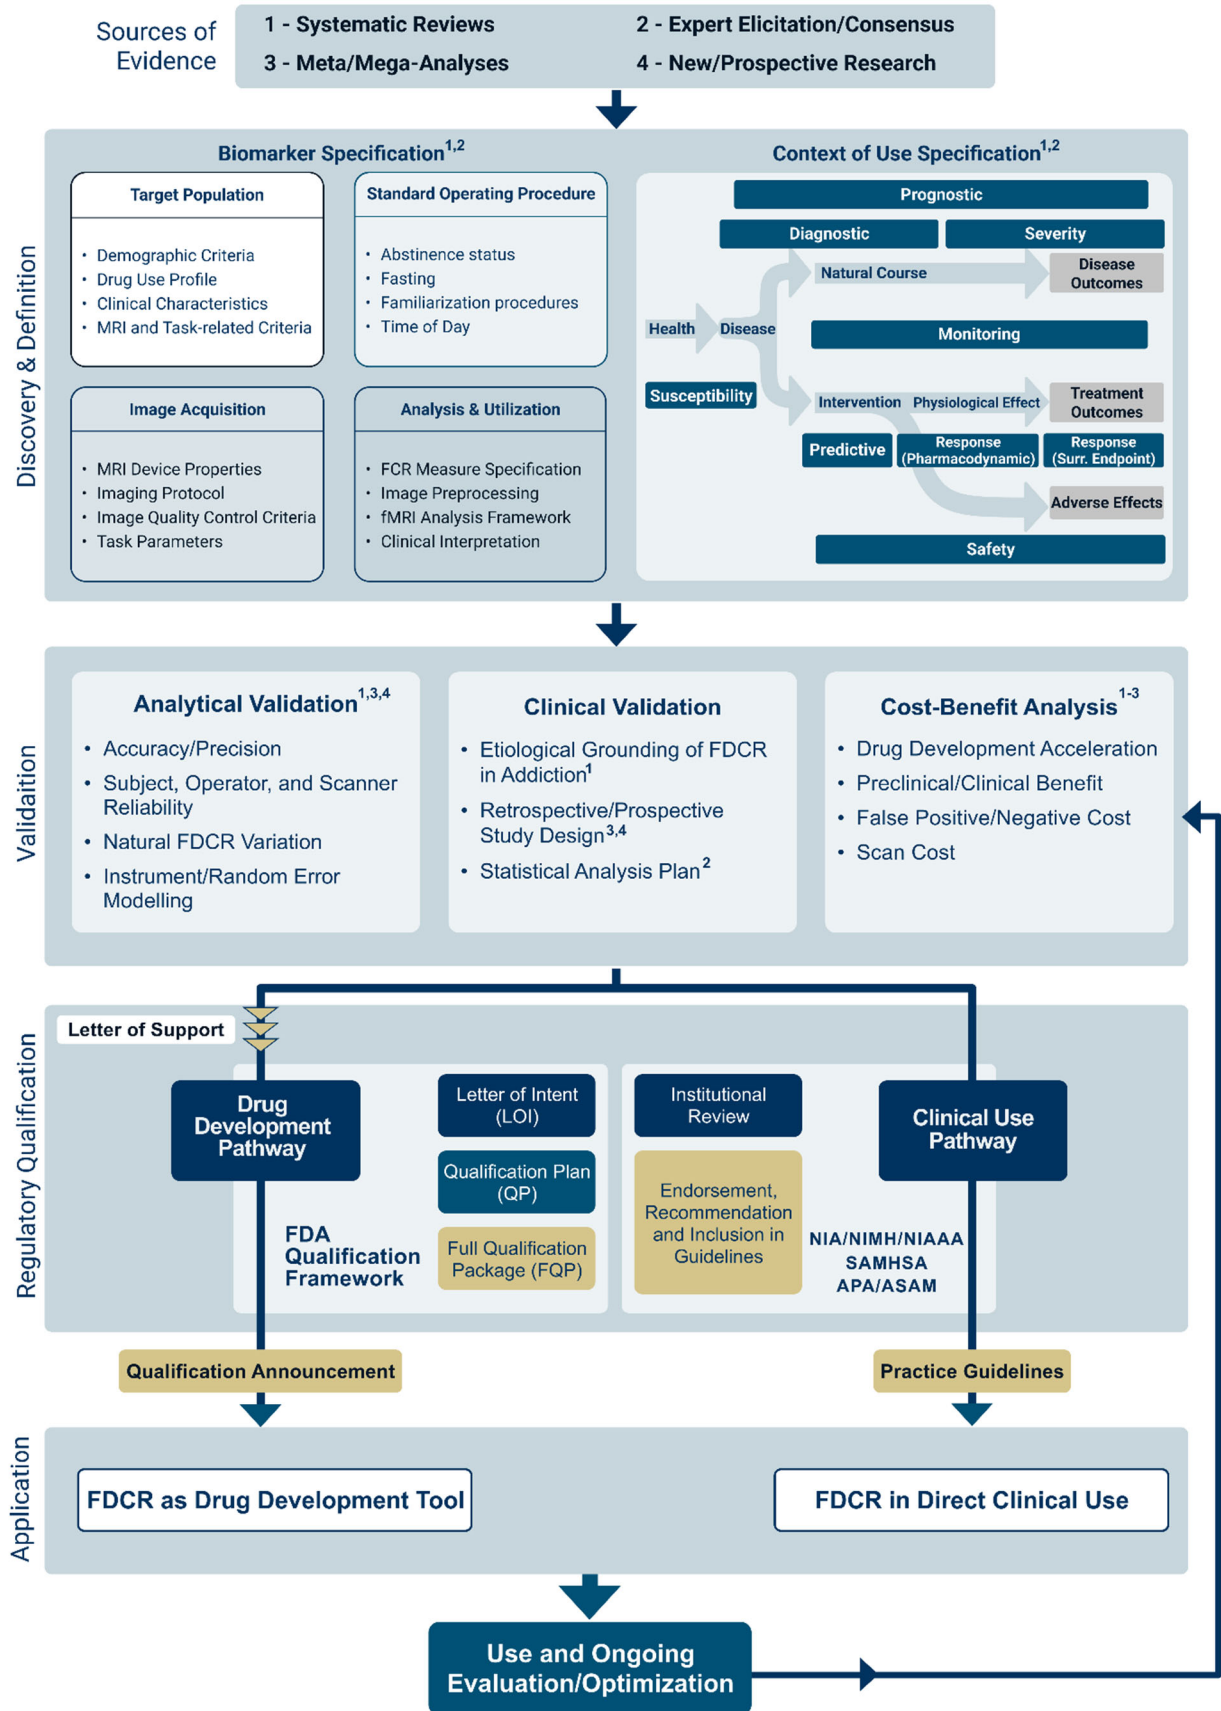 Sources of
Evidence
1 - Systematic Reviews
2 - Expert Elicitation/Consensus
3 - Meta/Mega-Analyses
4 - New/Prospective Research
Discovery & Definition
Biomarker Specification1,2
Target Population
• Demographic Criteria
• Drug Use Profile
• Clinical Characteristics
• MRI and Task-related Criteria
Standard Operating Procedure
• Abstinence status
• Fasting
• Familiarization procedures
• Time of Day
Image Acquisition
• MRI Device Properties
• Imaging Protocol
• Image Quality Control Criteria
• Task Parameters
Analysis & Utilization
• FCR Measure Specification
• Image Preprocessing
• fMRI Analysis Framework
• Clinical Interpretation
Context of Use Specification1,2
Prognostic
Diagnostic
Severity
Natural Course
Disease
Outcomes
Health
Disease
Monitoring
Susceptibility
Intervention
Physiological Effect
Treatment
Outcomes
Predictive
Response
(Pharmacodynamic)
Response
(Surr. Endpoint)
Adverse Effects
Safety
Validaition
Analytical Validation1,3,4
• Accuracy/Precision
• Subject, Operator, and Scanner
Reliability
• Natural FDCR Variation
• Instrument/Random Error
Modelling
Clinical Validation
• Etiological Grounding of FDCR
in Addiction1
• Retrospective/Prospective
Study Design3,4
• Statistical Analysis Plan2
Cost-Benefit Analysis1-3
• Drug Development Acceleration
• Preclinical/Clinical Benefit
• False Positive/Negative Cost
• Scan Cost
Regulatory Qualification
Letter of Support
Drug
Development
Pathway
FDA
Qualification
Framework
Letter of Intent
(LOI)
Qualification Plan
(QP)
Full Qualification
Package (FQP)
Institutional
Review
Endorsement,
Recommendation
and Inclusion in
Guidelines
Clinical Use
Pathway
NIA/NIMH/NIAAA
SAMHSA
APA/ASAM
Qualification Announcement
Practice Guidelines
Application
FDCR as Drug Development Tool
FDCR in Direct Clinical Use
Use and Ongoing
Evaluation/Optimization